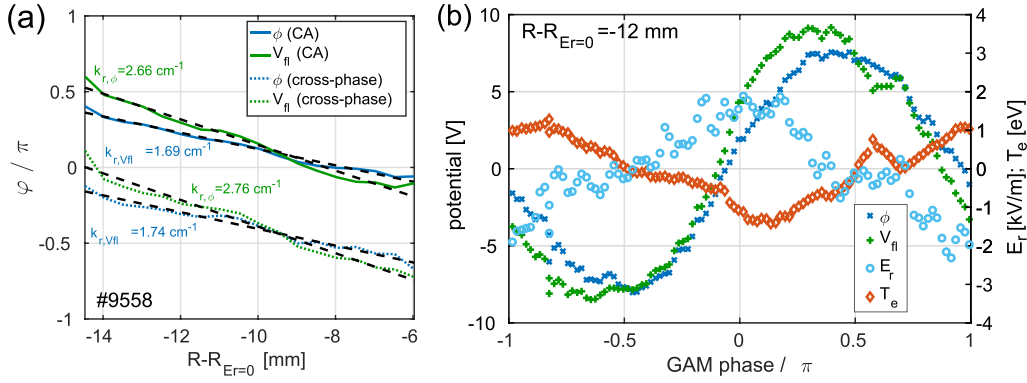 (a)
1
0.5
0
-0.5
-1
φ / π
ϕ (CA)
V_fl (CA)
ϕ (cross-phase)
V_fl (cross-phase)
k_r,ϕ=2.66 cm⁻¹
k_r,Vfl =1.69 cm⁻¹
k_r,ϕ=2.76 cm⁻¹
k_r,Vfl =1.74 cm⁻¹
#9558
-14 -12 -10 -8 -6
R-R_Er=0 [mm]
(b)
10
5
0
-5
-10
potential [V]
R-R_Er=0=-12 mm
ϕ
V_fl
E_r
T_e
4
3
2
1
0
-1
-2
-3
-4
E_r [kV/m]; T_e [eV]
-1 -0.5 0 0.5 1
GAM phase / π